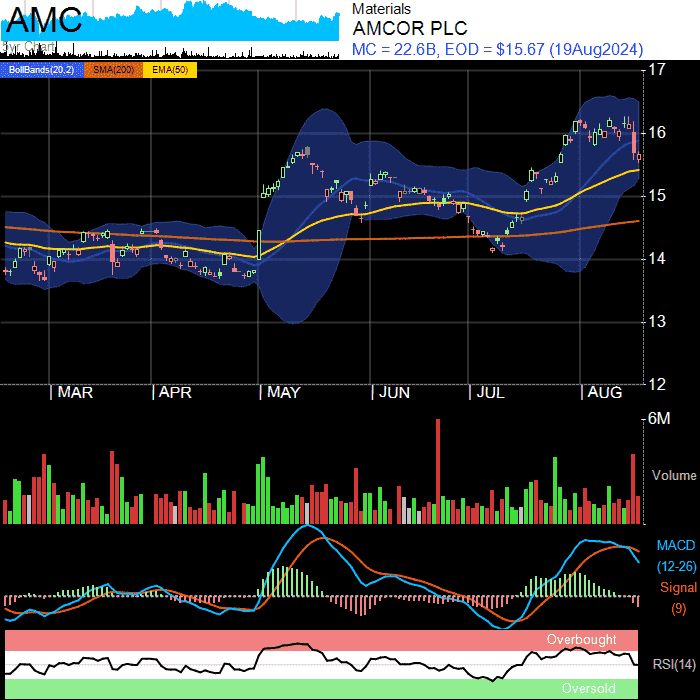 AMC
3yr Chart
Materials
AMCOR PLC
MC = 22.6B, EOD = $15.67 (19Aug2024)
BollBands(20,2) SMA(200) EMA(50)
17
16
15
14
13
12
MAR APR MAY JUN JUL AUG
6M
Volume
MACD
(12-26)
Signal
(9)
Overbought
RSI(14)
Oversold